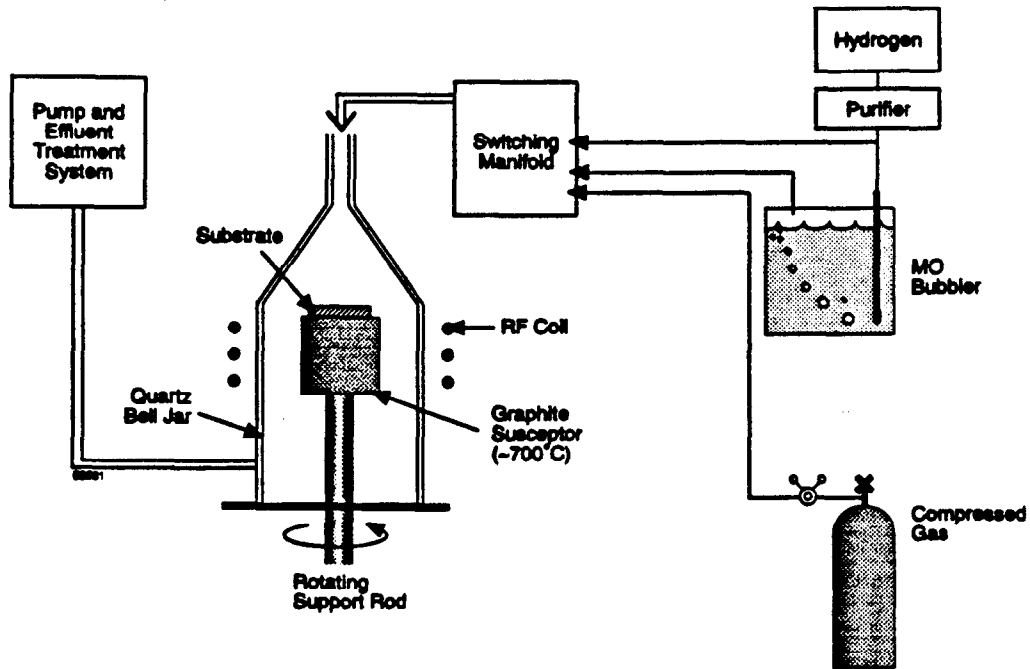 Hydrogen
Purifier
Pump and
Effluent
Treatment
System
Switching
Manifold
Substrate
MO
Bubbler
RF Coil
Quartz
Bell Jar
Graphite
Susceptor
(~700°C)
Compressed
Gas
Rotating
Support Rod